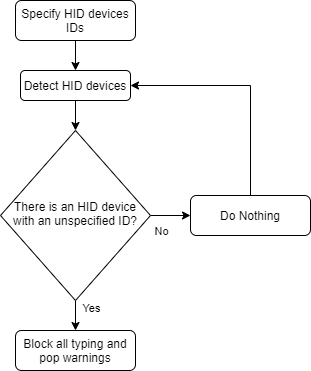 Specify HID devices
IDs
Detect HID devices
There is an HID device
with an unspecified ID?
No
Do Nothing
Yes
Block all typing and
pop warnings